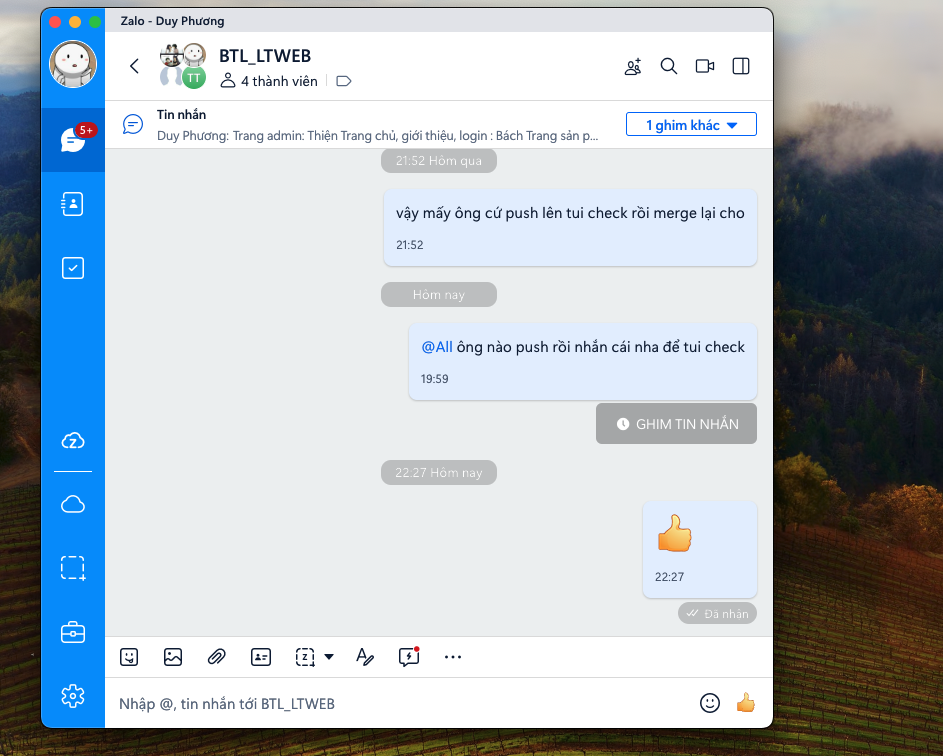 Zalo - Duy Phương
BTL_LTWEB
TT
4 thành viên
5+
Tin nhắn
Duy Phương: Trang admin: Thiện Trang chủ, giới thiệu, login : Bách Trang sản p...
1 ghim khác
21:52 Hôm qua
vậy mấy ông cứ push lên tui check rồi merge lại cho
21:52
Hôm nay
@All ông nào push rồi nhắn cái nha để tui check
19:59
GHIM TIN NHẮN
22:27 Hôm nay
22:27
Đã nhận
Nhập @, tin nhắn tới BTL_LTWEB